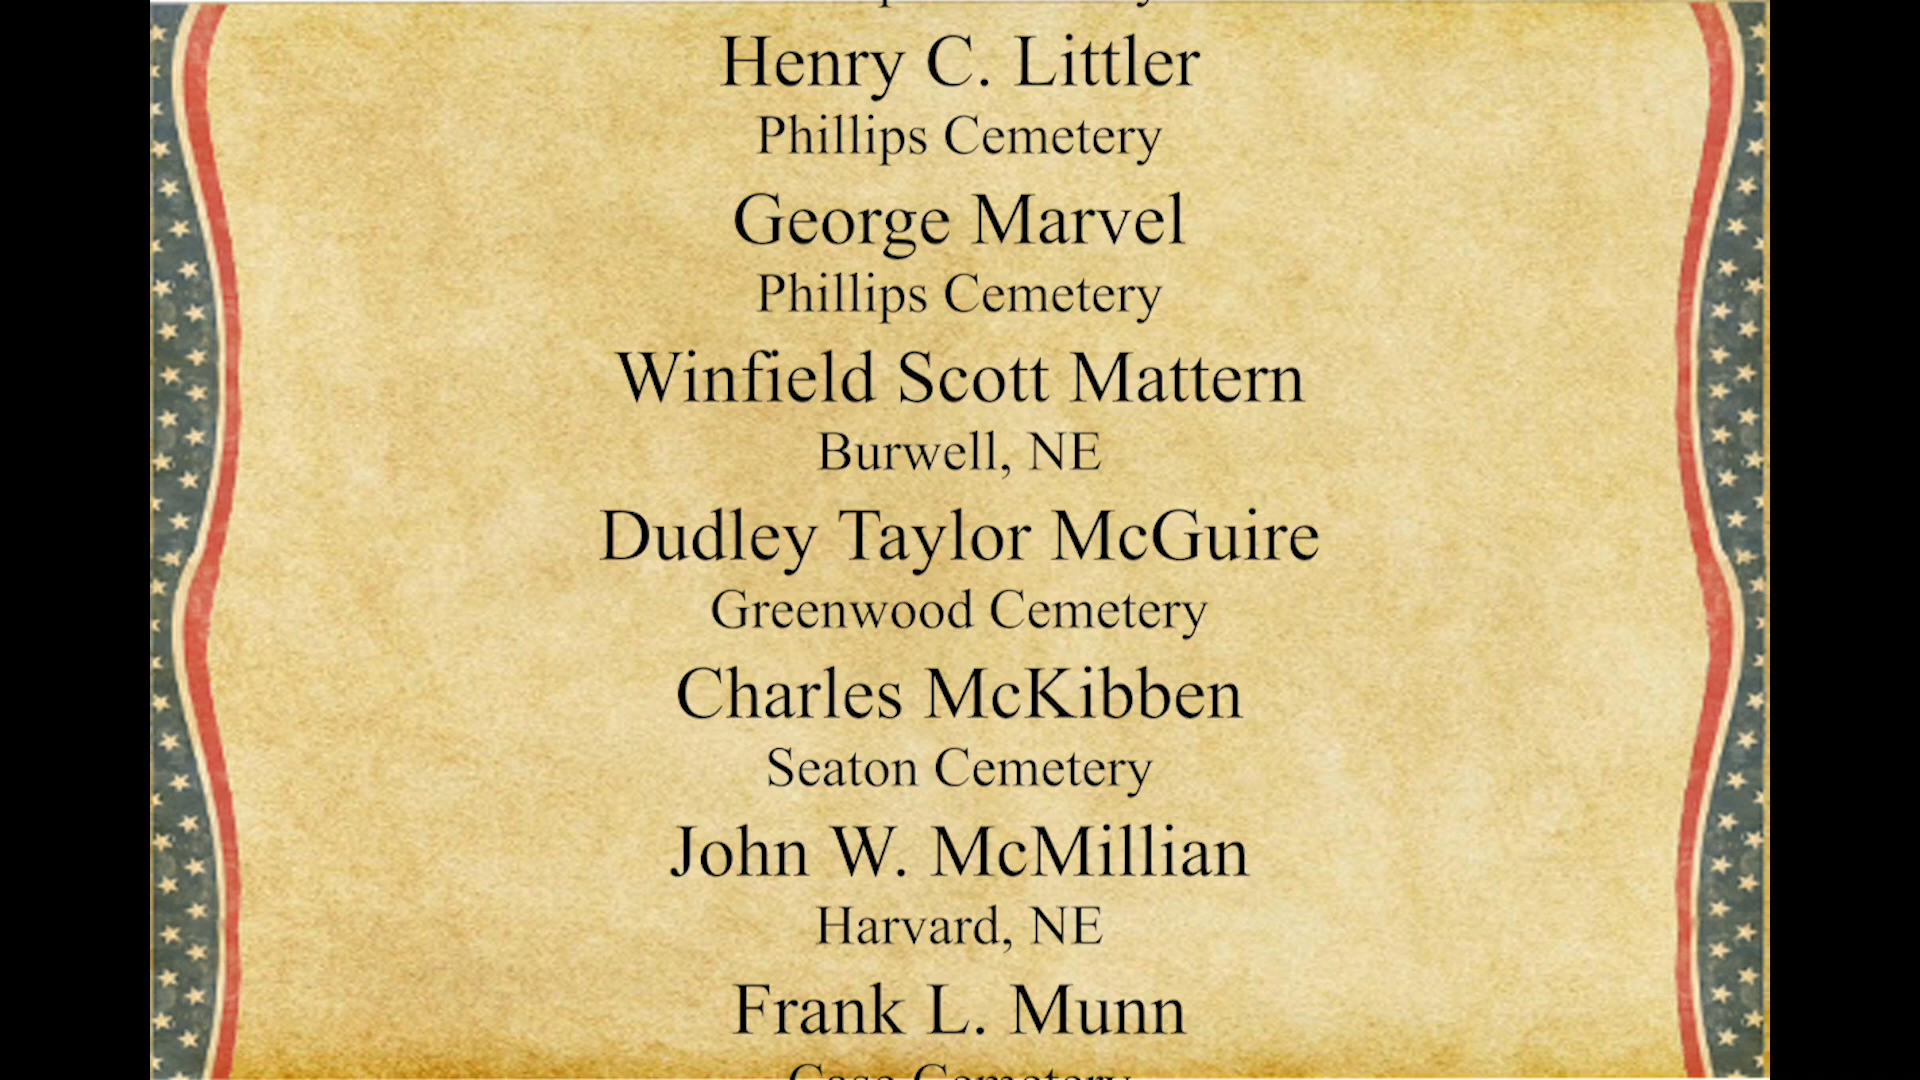 Henry C. Littler
Phillips Cemetery
George Marvel
Phillips Cemetery
Winfield Scott Mattern
Burwell, NE
Dudley Taylor McGuire
Greenwood Cemetery
Charles McKibben
Seaton Cemetery
John W. McMillian
Harvard, NE
Frank L. Munn
Cemetery